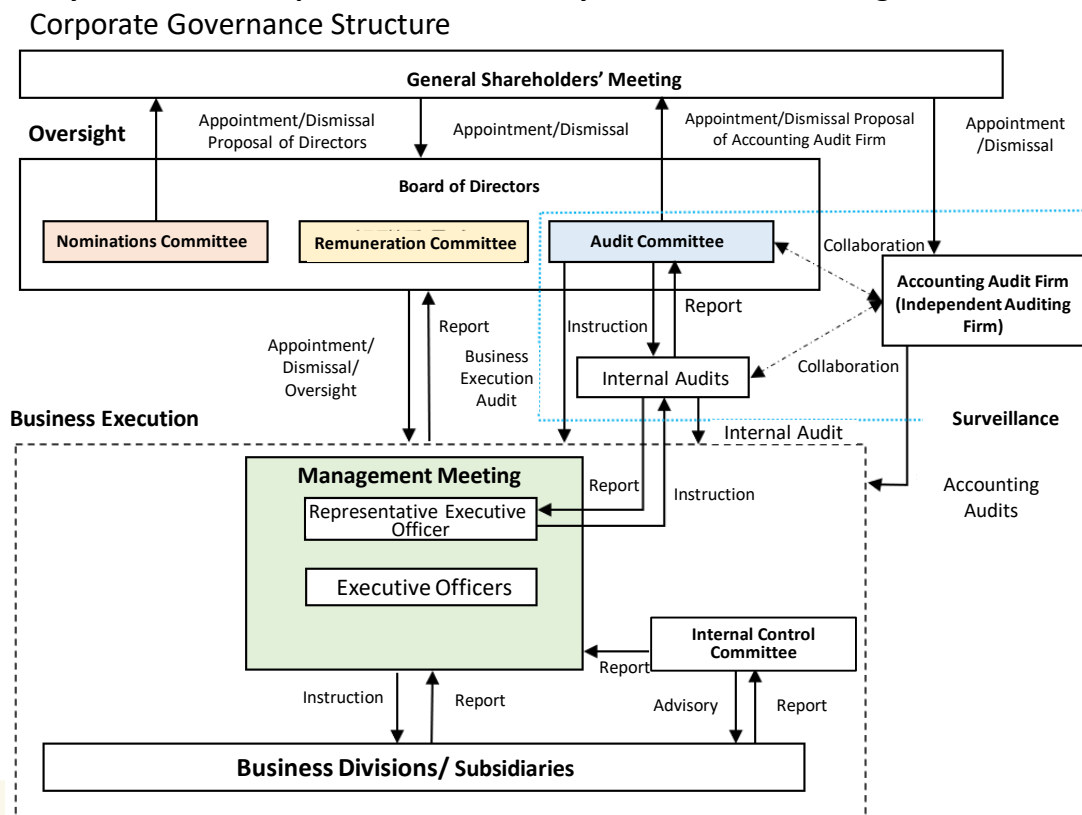 Corporate Governance Structure
General Shareholders' Meeting
Oversight
Appointment/Dismissal
Proposal of Directors
Appointment/Dismissal
Appointment/Dismissal Proposal
of Accounting Audit Firm
Appointment
/Dismissal
Board of Directors
Nominations Committee
Remuneration Committee
Audit Committee
Collaboration
Accounting Audit Firm
(Independent Auditing
Firm)
Report
Instruction
Report
Appointment/
Dismissal/
Oversight
Business
Execution
Audit
Internal Audits
Collaboration
Business Execution
Surveillance
Internal Audit
Management Meeting
Report
Instruction
Accounting
Audits
Representative Executive
Officer
Executive Officers
Internal Control
Committee
Report
Instruction
Report
Advisory
Report
Business Divisions/ Subsidiaries